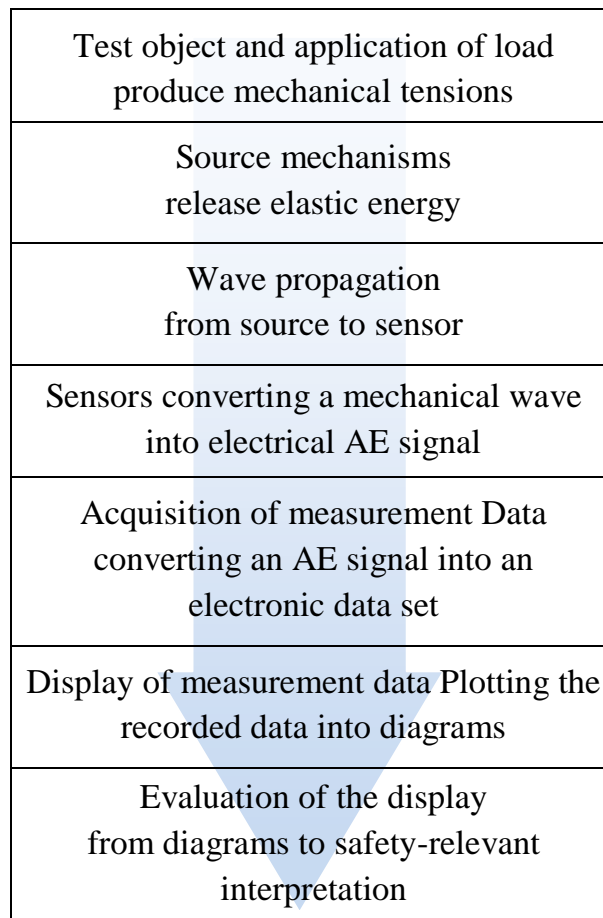 Test object and application of load
produce mechanical tensions
Source mechanisms
release elastic energy
Wave propagation
from source to sensor
Sensors converting a mechanical wave
into electrical AE signal
Acquisition of measurement Data
converting an AE signal into an
electronic data set
Display of measurement data Plotting the
recorded data into diagrams
Evaluation of the display
from diagrams to safety-relevant
interpretation